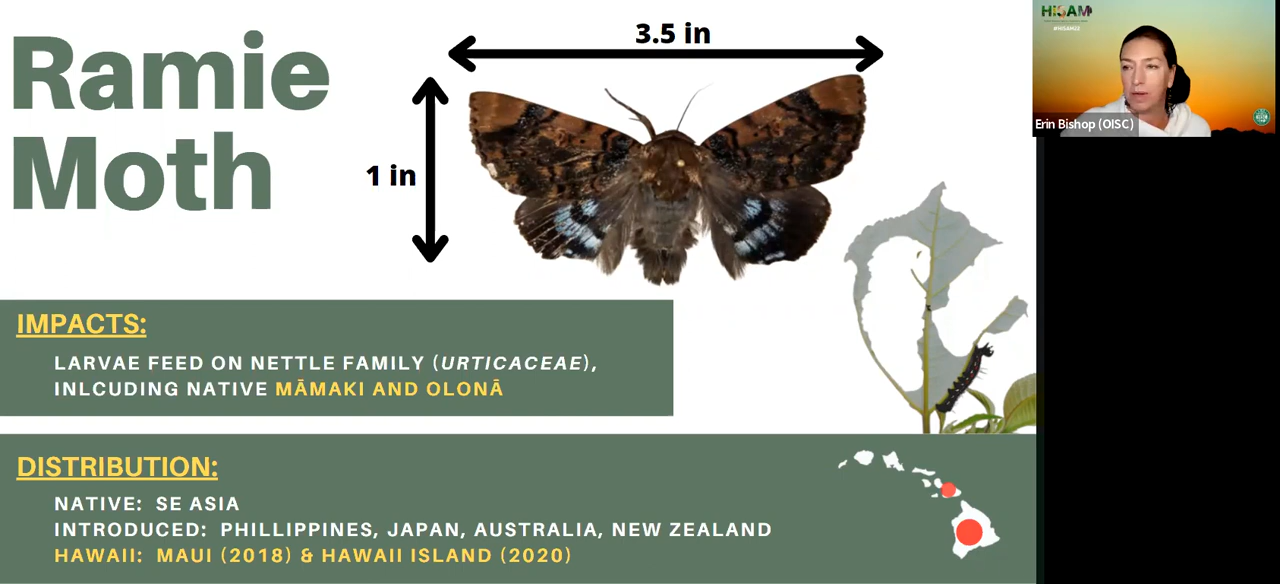 Ramie
Moth
3.5 in
1 in
IMPACTS:
LARVAE FEED ON NETTLE FAMILY (URTICACEAE),
INLCUDING NATIVE MĀMAKI AND OLONĀ
DISTRIBUTION:
NATIVE: SE ASIA
INTRODUCED: PHILLIPPINES, JAPAN, AUSTRALIA, NEW ZEALAND
HAWAII: MAUI (2018) & HAWAII ISLAND (2020)
HISAM
#HISAM22
Erin Bishop (OISC)